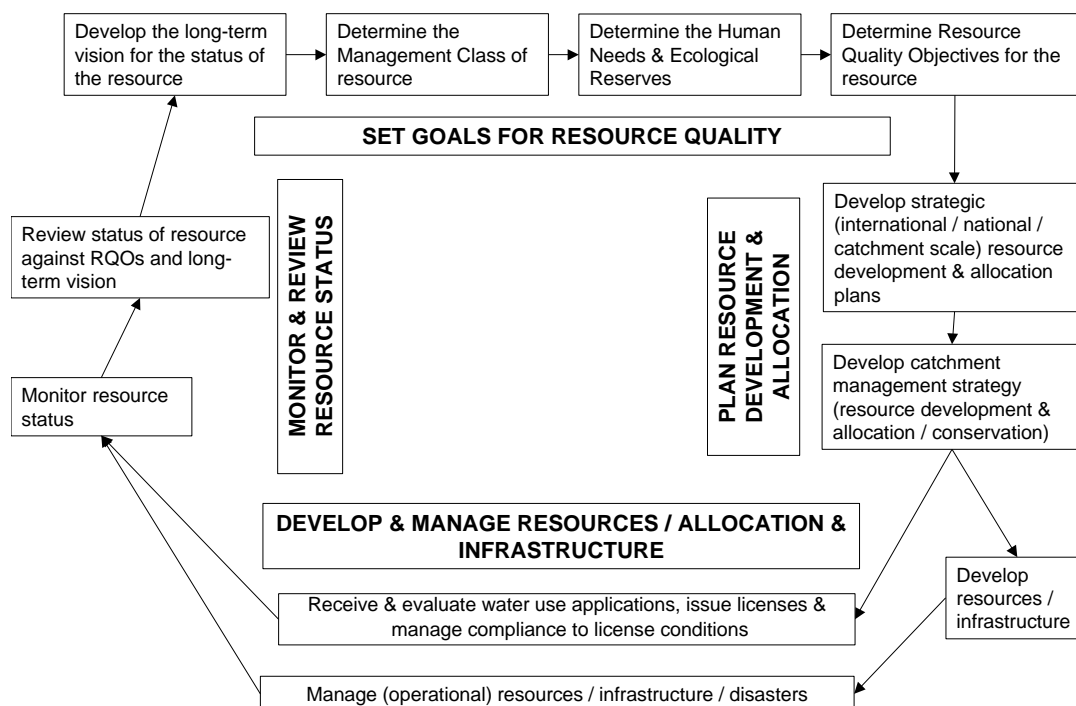 Develop the long-term
vision for the status of
the resource
Determine the
Management Class of
resource
Determine the Human
Needs & Ecological
Reserves
Determine Resource
Quality Objectives for the
resource
SET GOALS FOR RESOURCE QUALITY
MONITOR & REVIEW
RESOURCE STATUS
PLAN RESOURCE
DEVELOPMENT &
ALLOCATION
Review status of resource
against RQOs and long-
term vision
Develop strategic
(international / national /
catchment scale) resource
development & allocation
plans
Monitor resource
status
Develop catchment
management strategy
(resource development &
allocation / conservation)
DEVELOP & MANAGE RESOURCES / ALLOCATION &
INFRASTRUCTURE
Develop
resources /
infrastructure
Receive & evaluate water use applications, issue licenses &
manage compliance to license conditions
Manage (operational) resources / infrastructure / disasters